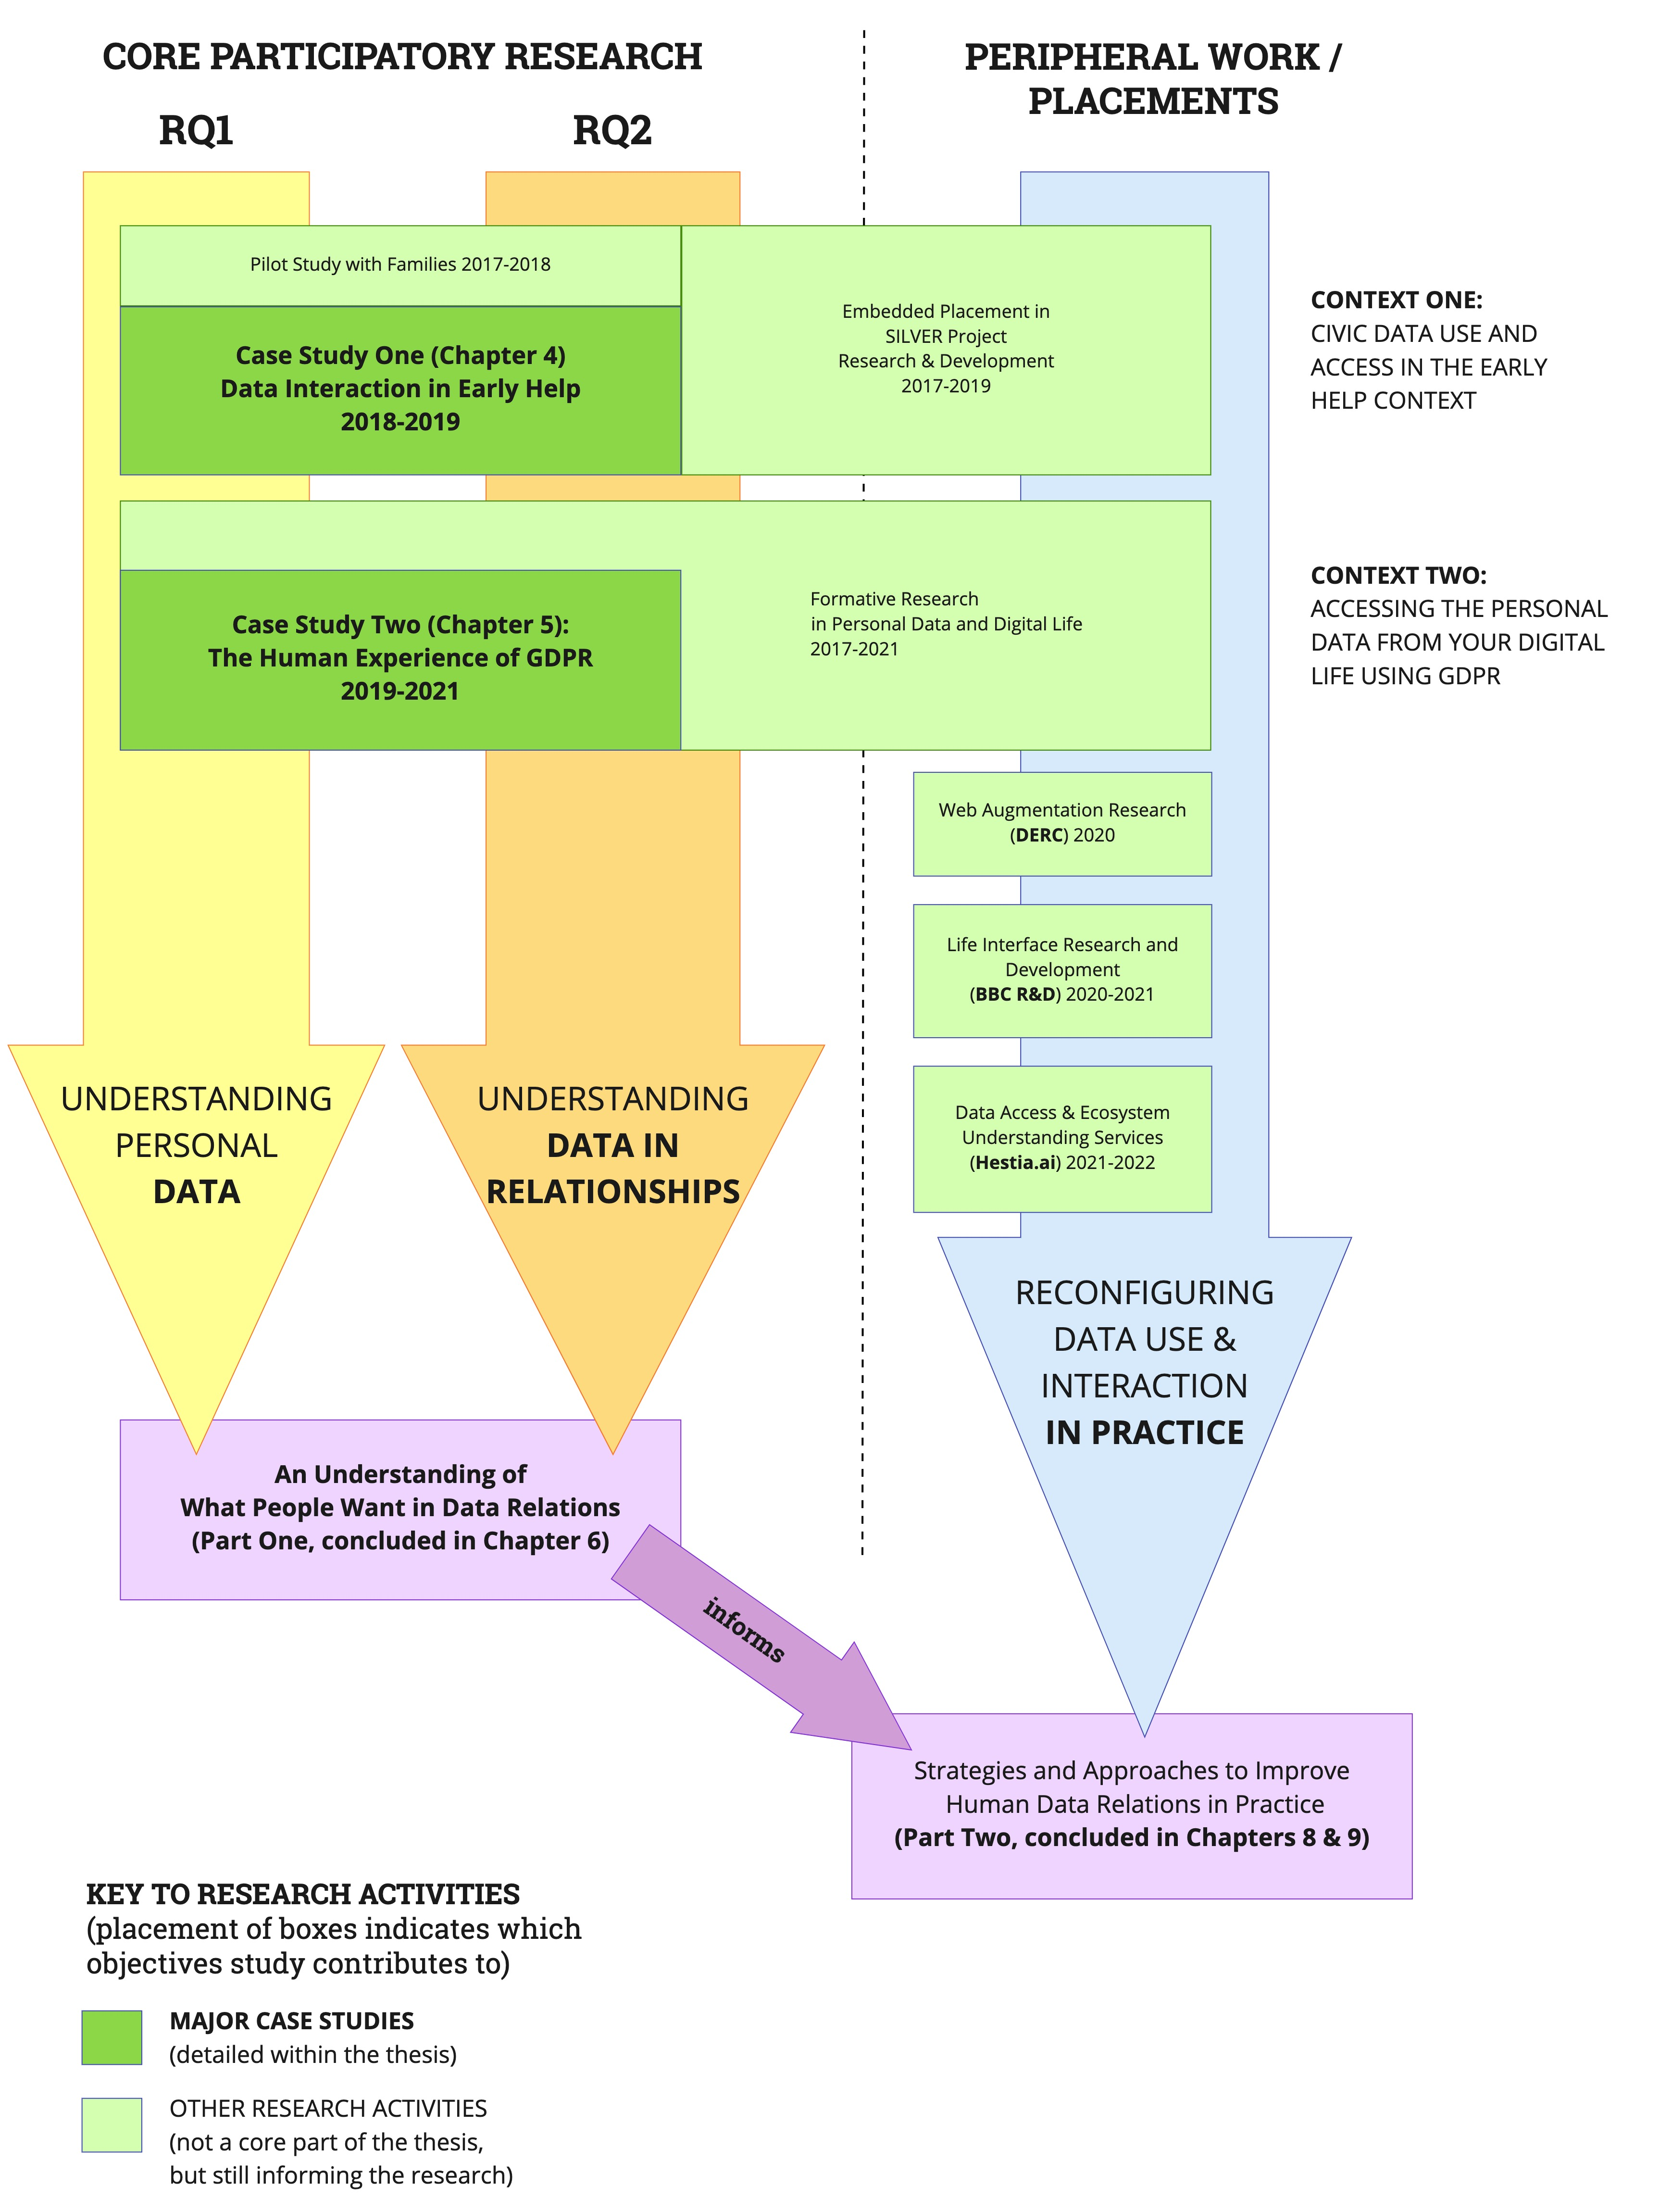 CORE PARTICIPATORY RESEARCH
PERIPHERAL WORK /
PLACEMENTS
RQ1
RQ2
Pilot Study with Families 2017-2018
Case Study One (Chapter 4)
Data Interaction in Early Help
2018-2019
Embedded Placement in
SILVER Project
Research & Development
2017-2019
CONTEXT ONE:
CIVIC DATA USE AND
ACCESS IN THE EARLY
HELP CONTEXT
Case Study Two (Chapter 5):
The Human Experience of GDPR
2019-2021
Formative Research
in Personal Data and Digital Life
2017-2021
CONTEXT TWO:
ACCESSING THE PERSONAL
DATA FROM YOUR DIGITAL
LIFE USING GDPR
Web Augmentation Research
(DERC) 2020
Life Interface Research and
Development
(BBC R&D) 2020-2021
Data Access & Ecosystem
Understanding Services
(Hestia.ai) 2021-2022
UNDERSTANDING
PERSONAL
DATA
UNDERSTANDING
DATA IN
RELATIONSHIPS
RECONFIGURING
DATA USE &
INTERACTION
IN PRACTICE
An Understanding of
What People Want in Data Relations
(Part One, concluded in Chapter 6)
informs
Strategies and Approaches to Improve
Human Data Relations in Practice
(Part Two, concluded in Chapters 8 & 9)
KEY TO RESEARCH ACTIVITIES
(placement of boxes indicates which
objectives study contributes to)
MAJOR CASE STUDIES
(detailed within the thesis)
OTHER RESEARCH ACTIVITIES
(not a core part of the thesis,
but still informing the research)